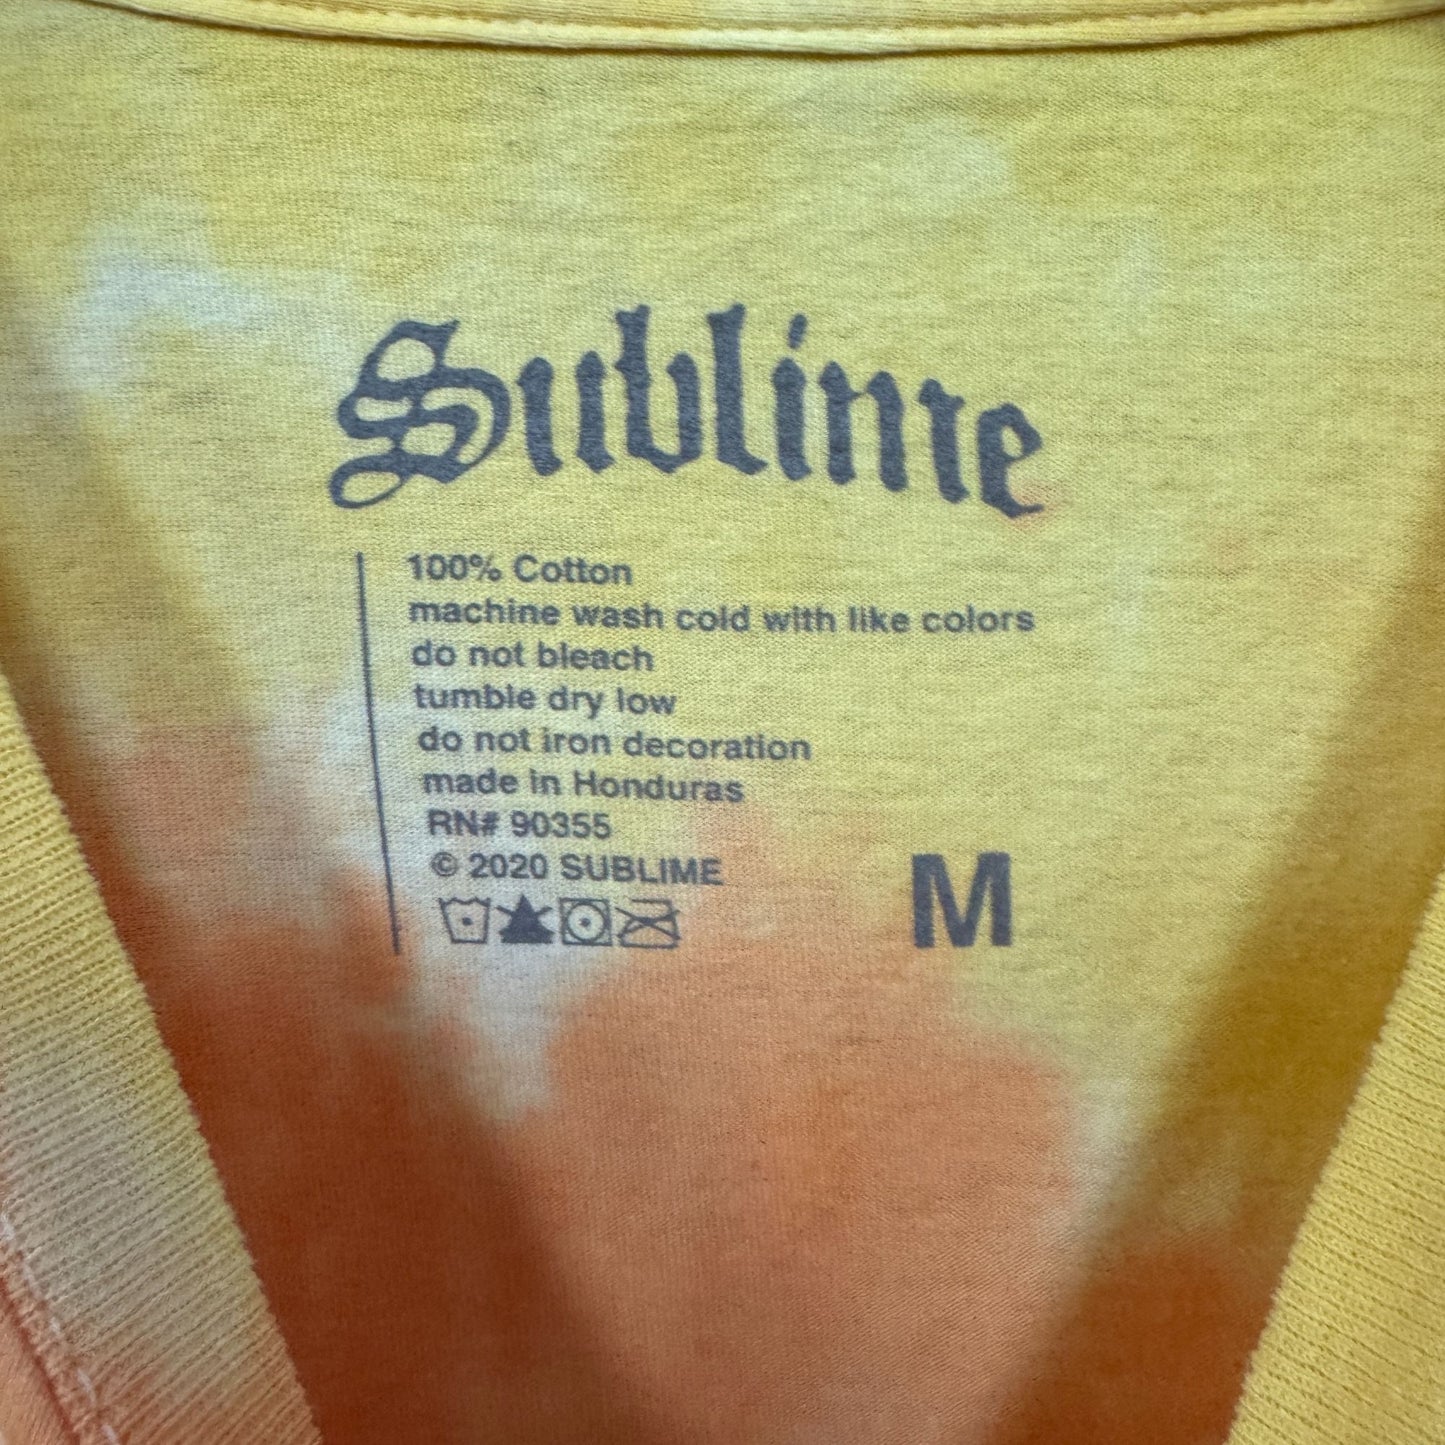 Sublime
100% Cotton
machine wash cold with like colors
do not bleach
tumble dry low
do not iron decoration
made in Honduras
RN# 90355
© 2020 SUBLIME
M